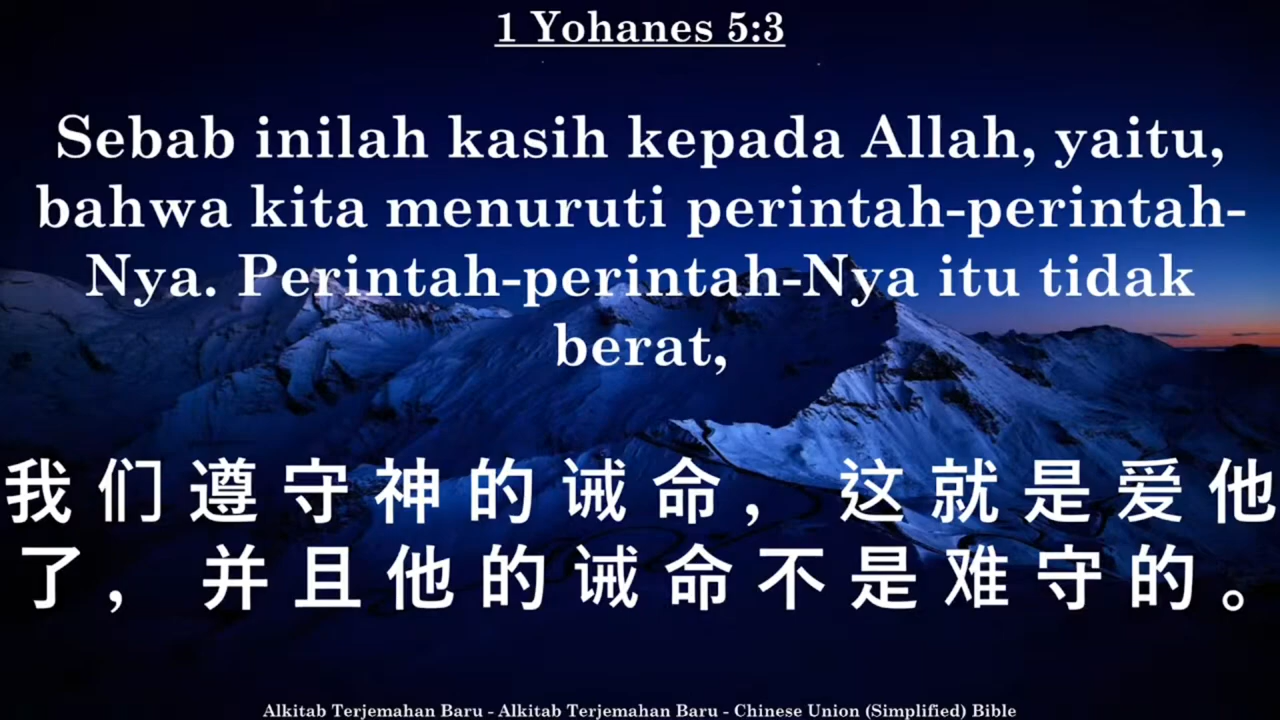 1 Yohanes 5:3
Sebab inilah kasih kepada Allah, yaitu,
bahwa kita menuruti perintah-perintah-
Nya. Perintah-perintah-Nya itu tidak
berat,
我们遵守神的诫命，这就是爱他
了，并且他的诫命不是难守的。
Alkitab Terjemahan Baru - Alkitab Terjemahan Baru - Chinese Union (Simplified) Bible